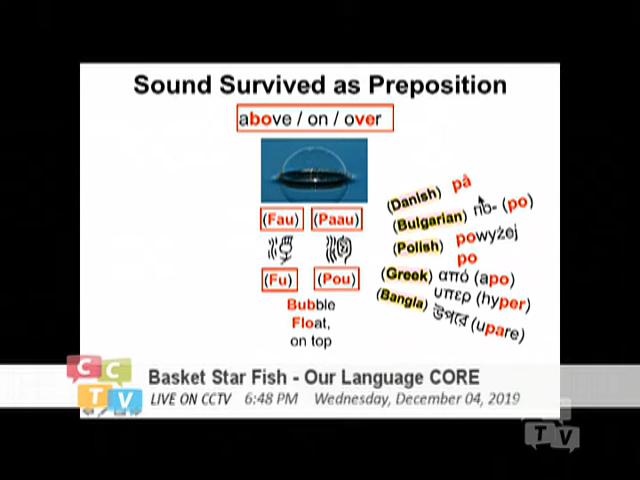 Sound Survived as Preposition
above / on / over
(Fau) (Paau)
(Fu) (Pou)
Bubble
Float,
on top
(Danish) på
(Bulgarian) по- (po)
(Polish) powyżej
po
(Greek) από (apo)
υπερ (hyper)
(Bangla) উপরে (upare)
CCTV
Basket Star Fish - Our Language CORE
LIVE ON CCTV 6:48 PM Wednesday, December 04, 2019
TV